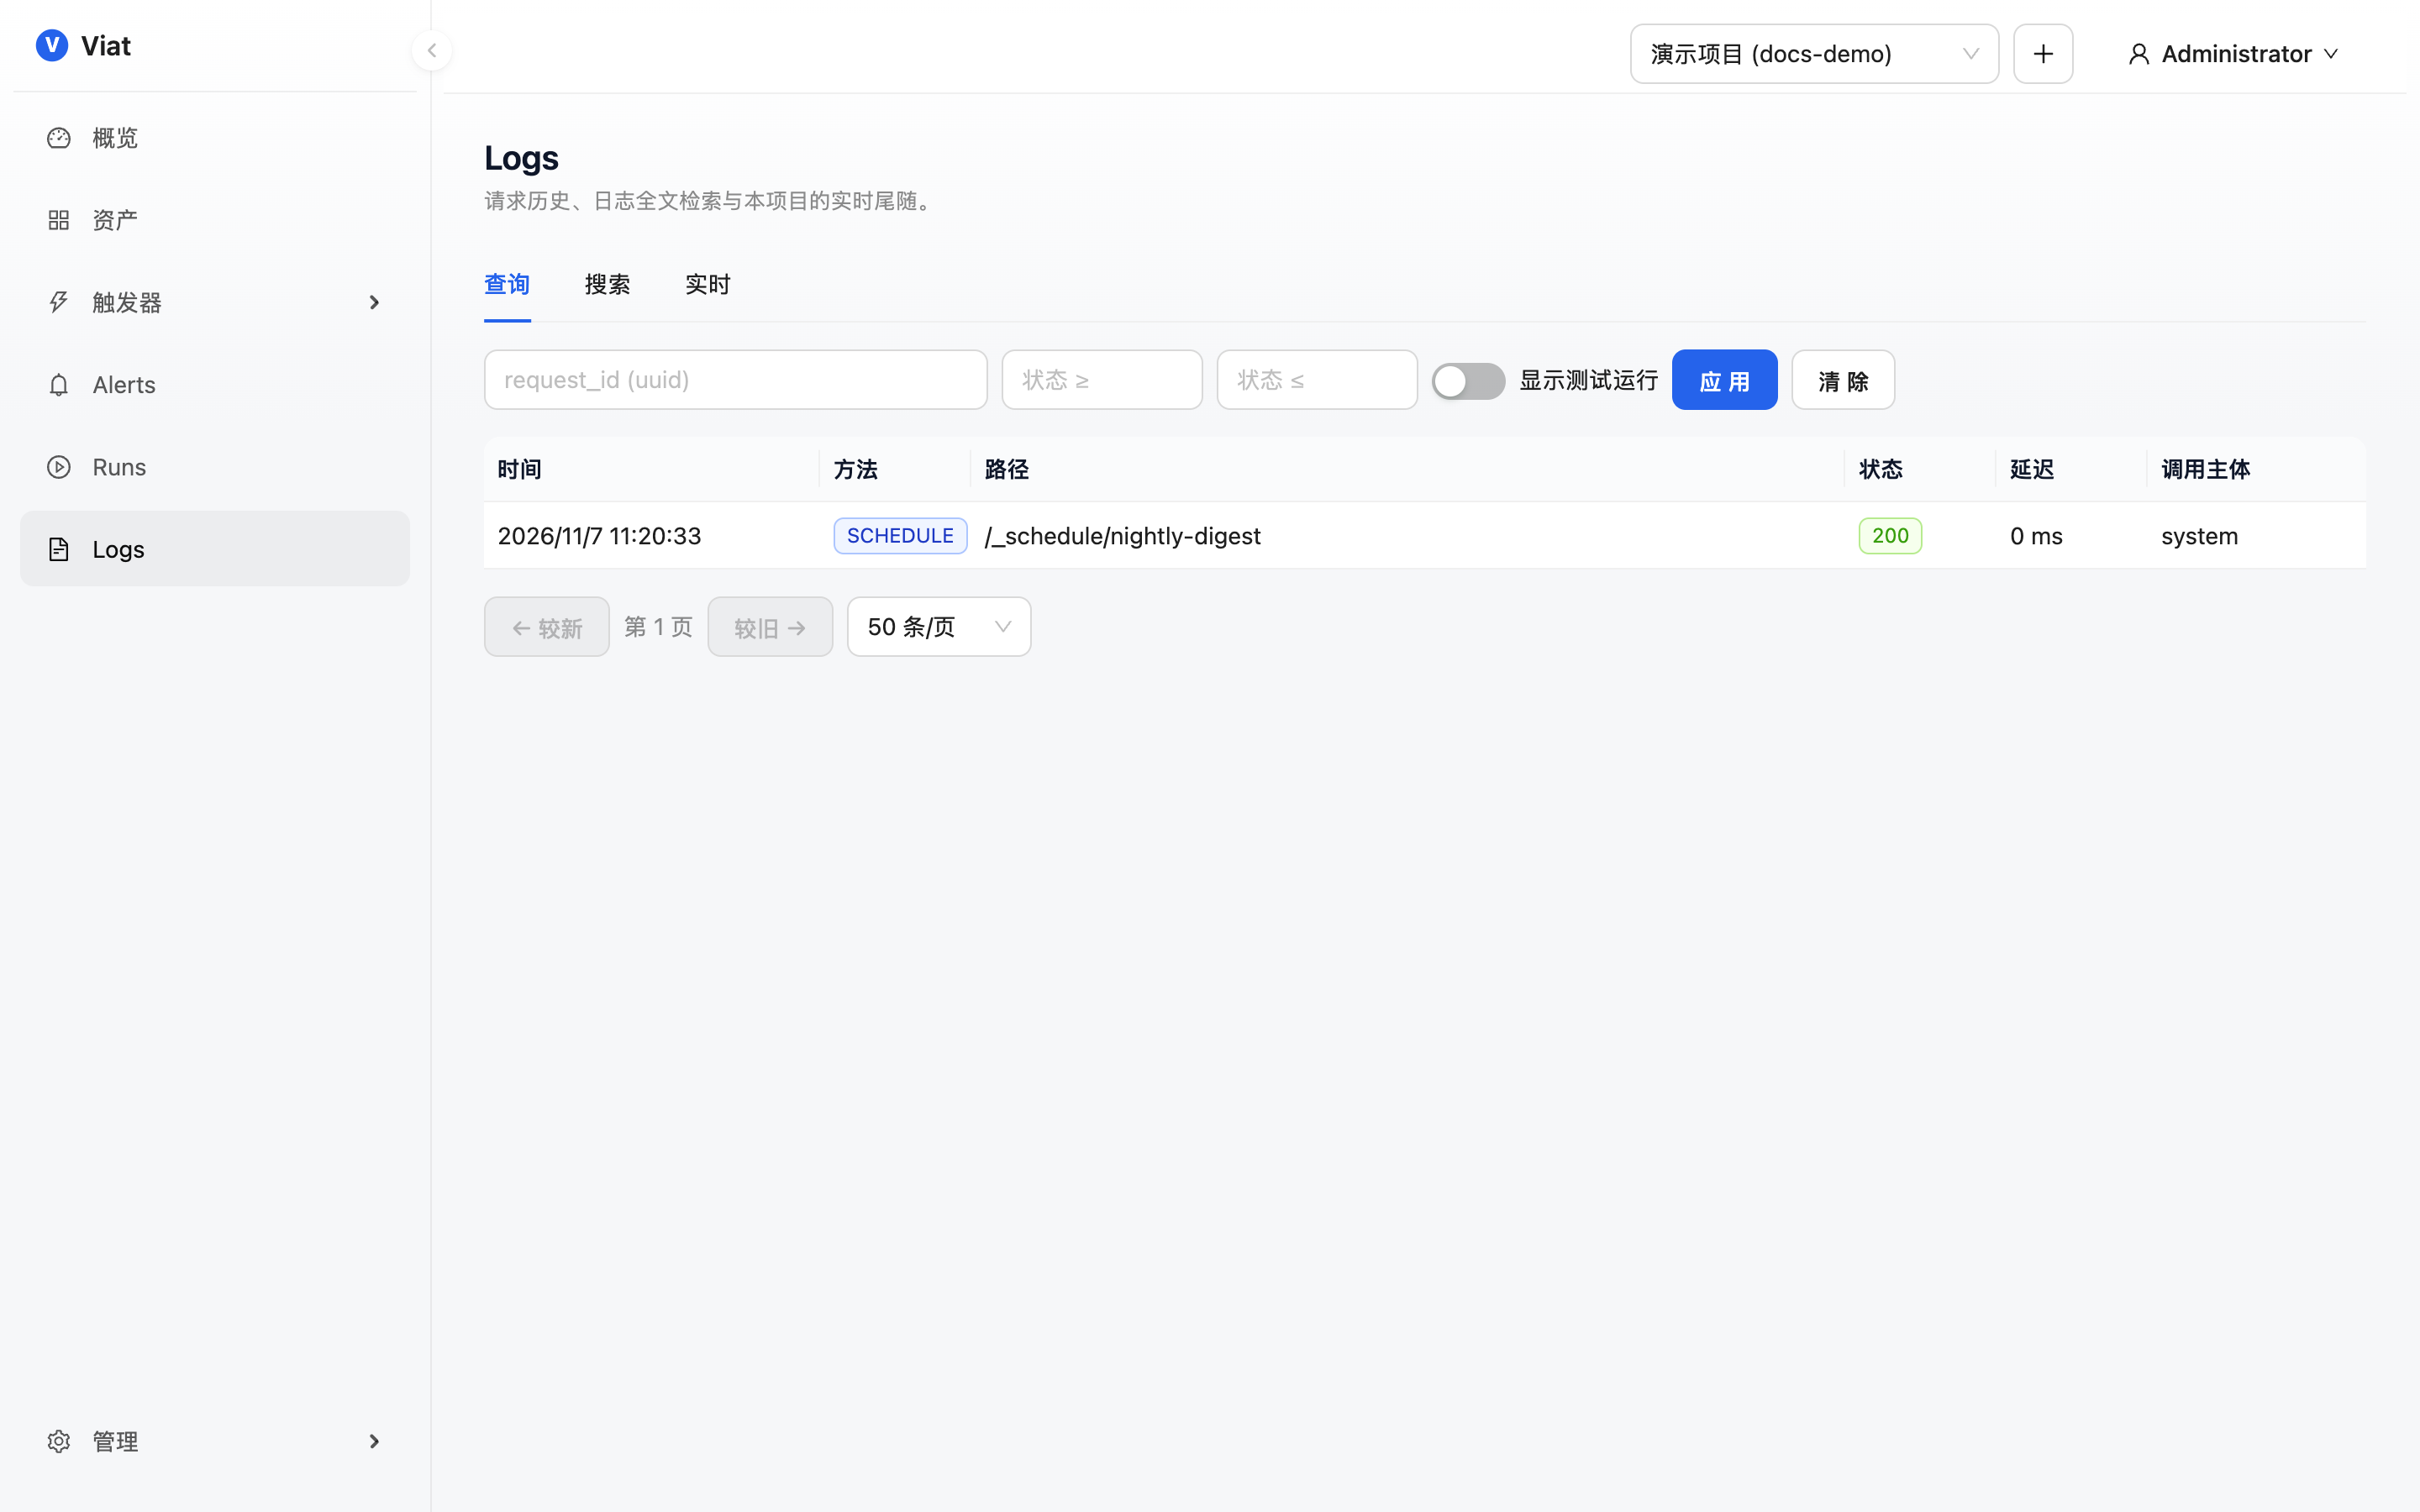 V Viat
演示项目 (docs-demo)
Administrator
概览
资产
触发器
Alerts
Runs
Logs
管理
Logs
请求历史、日志全文检索与本项目的实时尾随。
查询 搜索 实时
request_id (uuid) 状态 ≥ 状态 ≤ 显示测试运行 应用 清除
时间 方法 路径 状态 延迟 调用主体
2026/11/7 11:20:33 SCHEDULE /_schedule/nightly-digest 200 0 ms system
← 较新 第 1 页 较旧 → 50 条/页